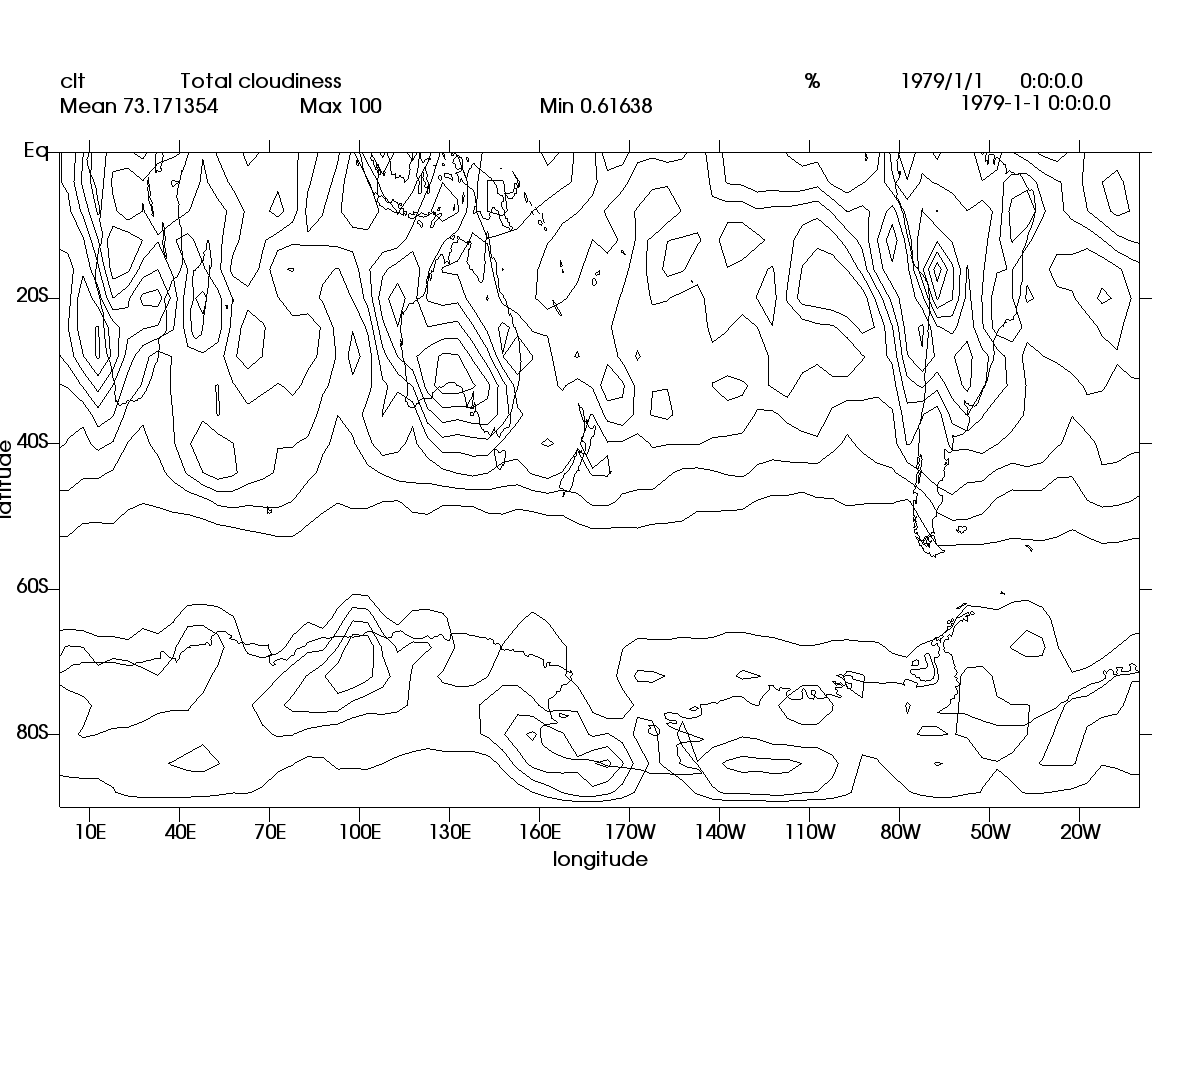 clt Total cloudiness % 1979/1/1 0:0:0.0
Mean 73.171354 Max 100 Min 0.61638 1979-1-1 0:0:0.0
Eq
20S
40S
latitude
60S
80S
10E 40E 70E 100E 130E 160E 170W 140W 110W 80W 50W 20W
longitude